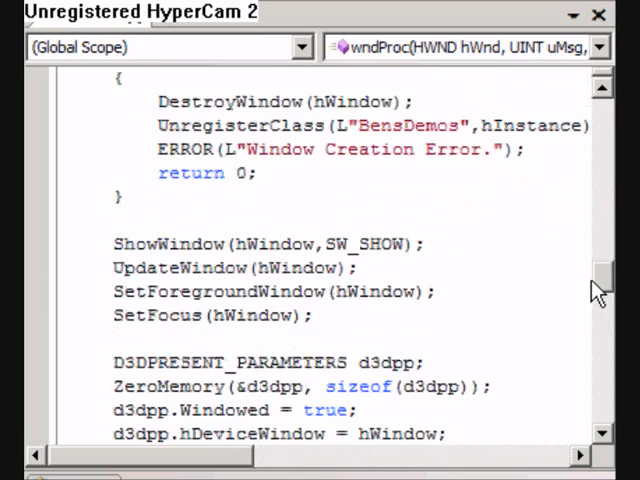 Unregistered HyperCam 2
(Global Scope)
wndProc(HWND hWnd, UINT uMsg,
{
DestroyWindow(hWindow);
UnregisterClass(L"BensDemos",hInstance)
ERROR(L"Window Creation Error.");
return 0;
}
ShowWindow(hWindow,SW_SHOW);
UpdateWindow(hWindow);
SetForegroundWindow(hWindow);
SetFocus(hWindow);
D3DPRESENT_PARAMETERS d3dpp;
ZeroMemory(&d3dpp, sizeof(d3dpp));
d3dpp.Windowed = true;
d3dpp.hDeviceWindow = hWindow;